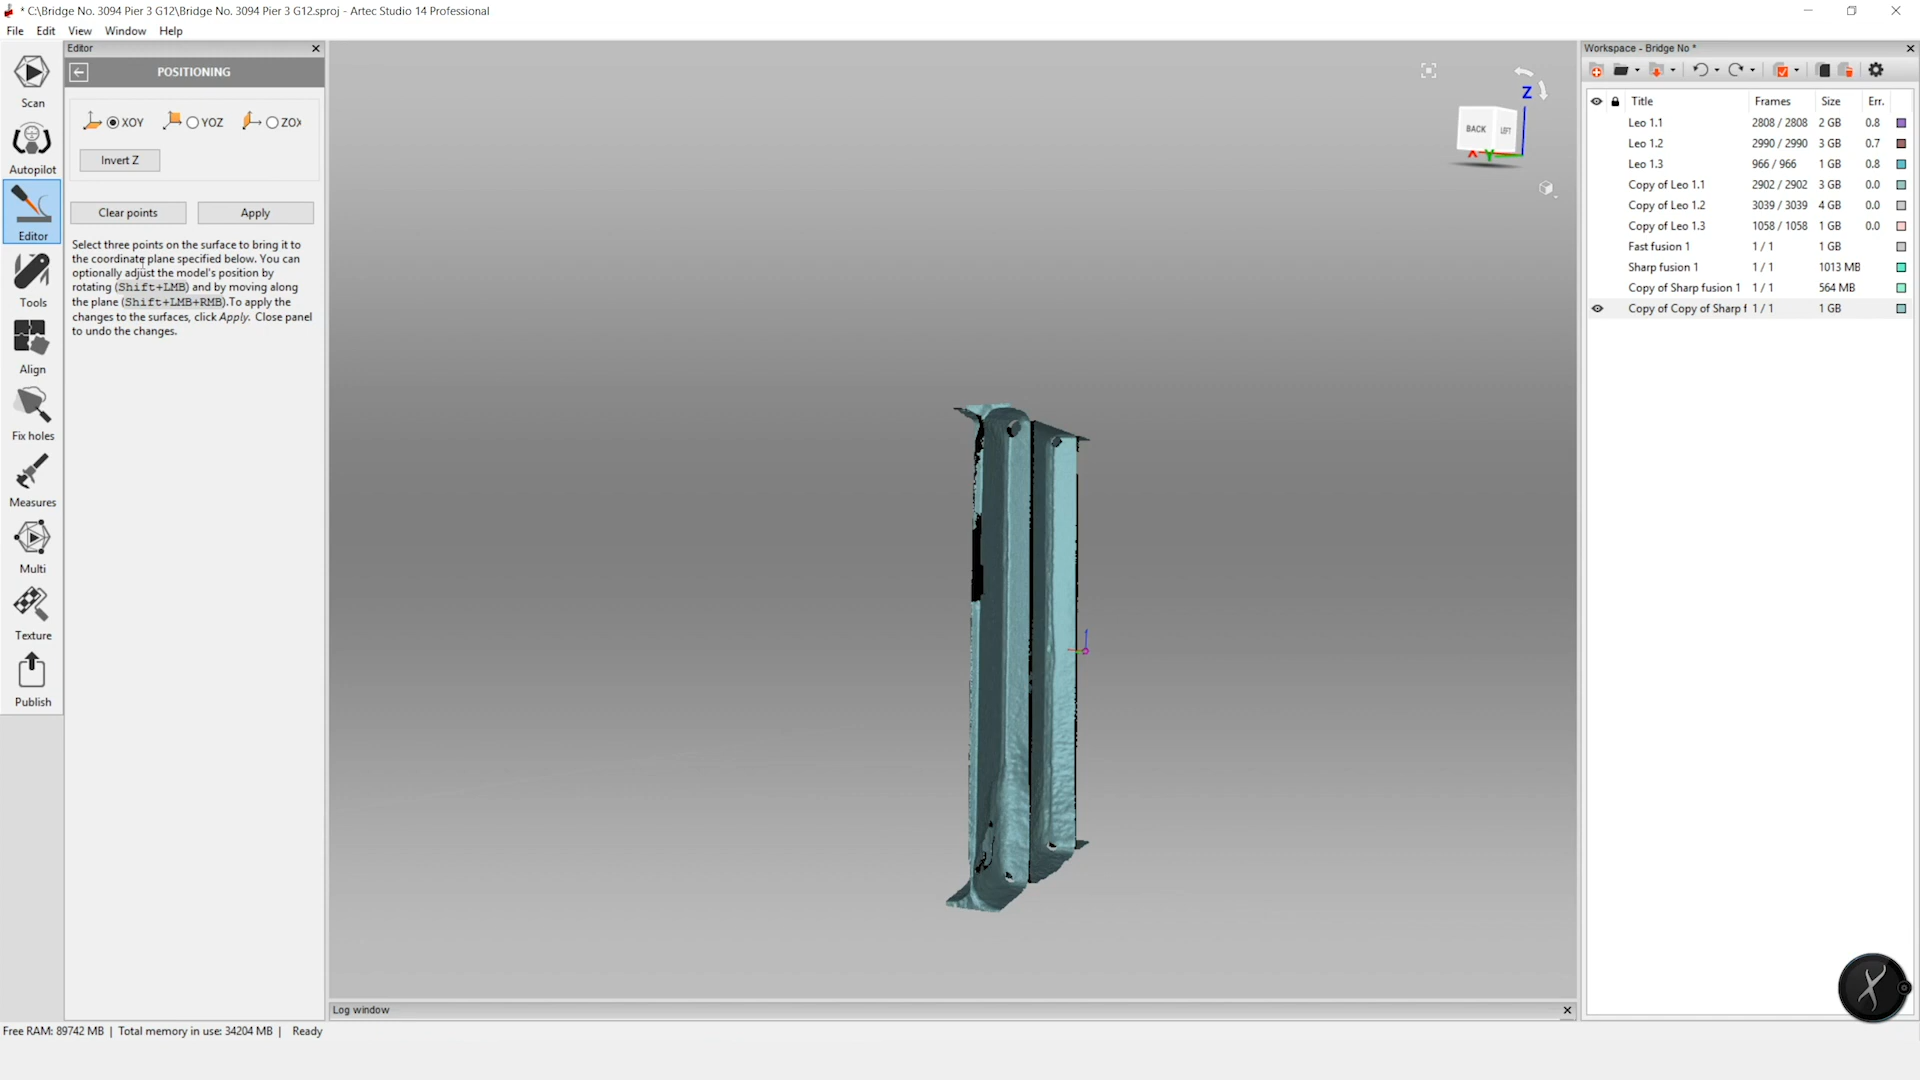 * C:\Bridge No. 3094 Pier 3 G12\Bridge No. 3094 Pier 3 G12.sproj - Artec Studio 14 Professional
File Edit View Window Help
Editor
POSITIONING
XOY YOZ ZOX
Invert Z
Clear points Apply
Select three points on the surface to bring it to
the coordinate plane specified below. You can
optionally adjust the model's position by
rotating (Shift+LMB) and by moving along
the plane (Shift+LMB+RMB).To apply the
changes to the surfaces, click Apply. Close panel
to undo the changes.
Scan
Autopilot
Editor
Tools
Align
Fix holes
Measures
Multi
Texture
Publish
Z
BACK LEFT
X Y
Workspace - Bridge No *
Title Frames Size Err.
Leo 1.1 2808 / 2808 2 GB 0.8
Leo 1.2 2990 / 2990 3 GB 0.7
Leo 1.3 966 / 966 1 GB 0.8
Copy of Leo 1.1 2902 / 2902 3 GB 0.0
Copy of Leo 1.2 3039 / 3039 4 GB 0.0
Copy of Leo 1.3 1058 / 1058 1 GB 0.0
Fast fusion 1 1 / 1 1 GB
Sharp fusion 1 1 / 1 1013 MB
Copy of Sharp fusion 1 1 / 1 564 MB
Copy of Copy of Sharp f 1 / 1 1 GB
Log window
Free RAM: 89742 MB | Total memory in use: 34204 MB | Ready